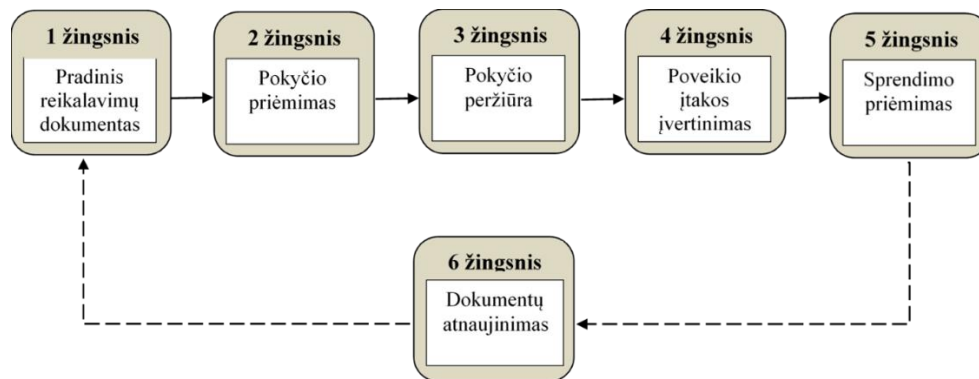 1 žingsnis
Pradinis
reikalavimų
dokumentas
2 žingsnis
Pokyčio
priėmimas
3 žingsnis
Pokyčio
peržiūra
4 žingsnis
Poveikio
įtakos
įvertinimas
5 žingsnis
Sprendimo
priėmimas
6 žingsnis
Dokumentų
atnaujinimas